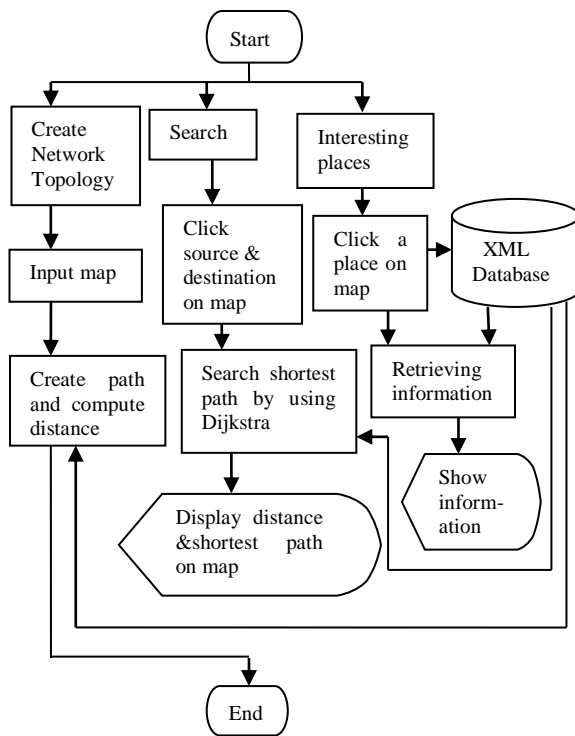 Start
Create
Network
Topology
Search
Interesting
places
Input map
Click
source &
destination
on map
Click a
place on
map
XML
Database
Create path
and compute
distance
Search shortest
path by using
Dijkstra
Retrieving
information
Display distance
&shortest path
on map
Show
inform-
ation
End